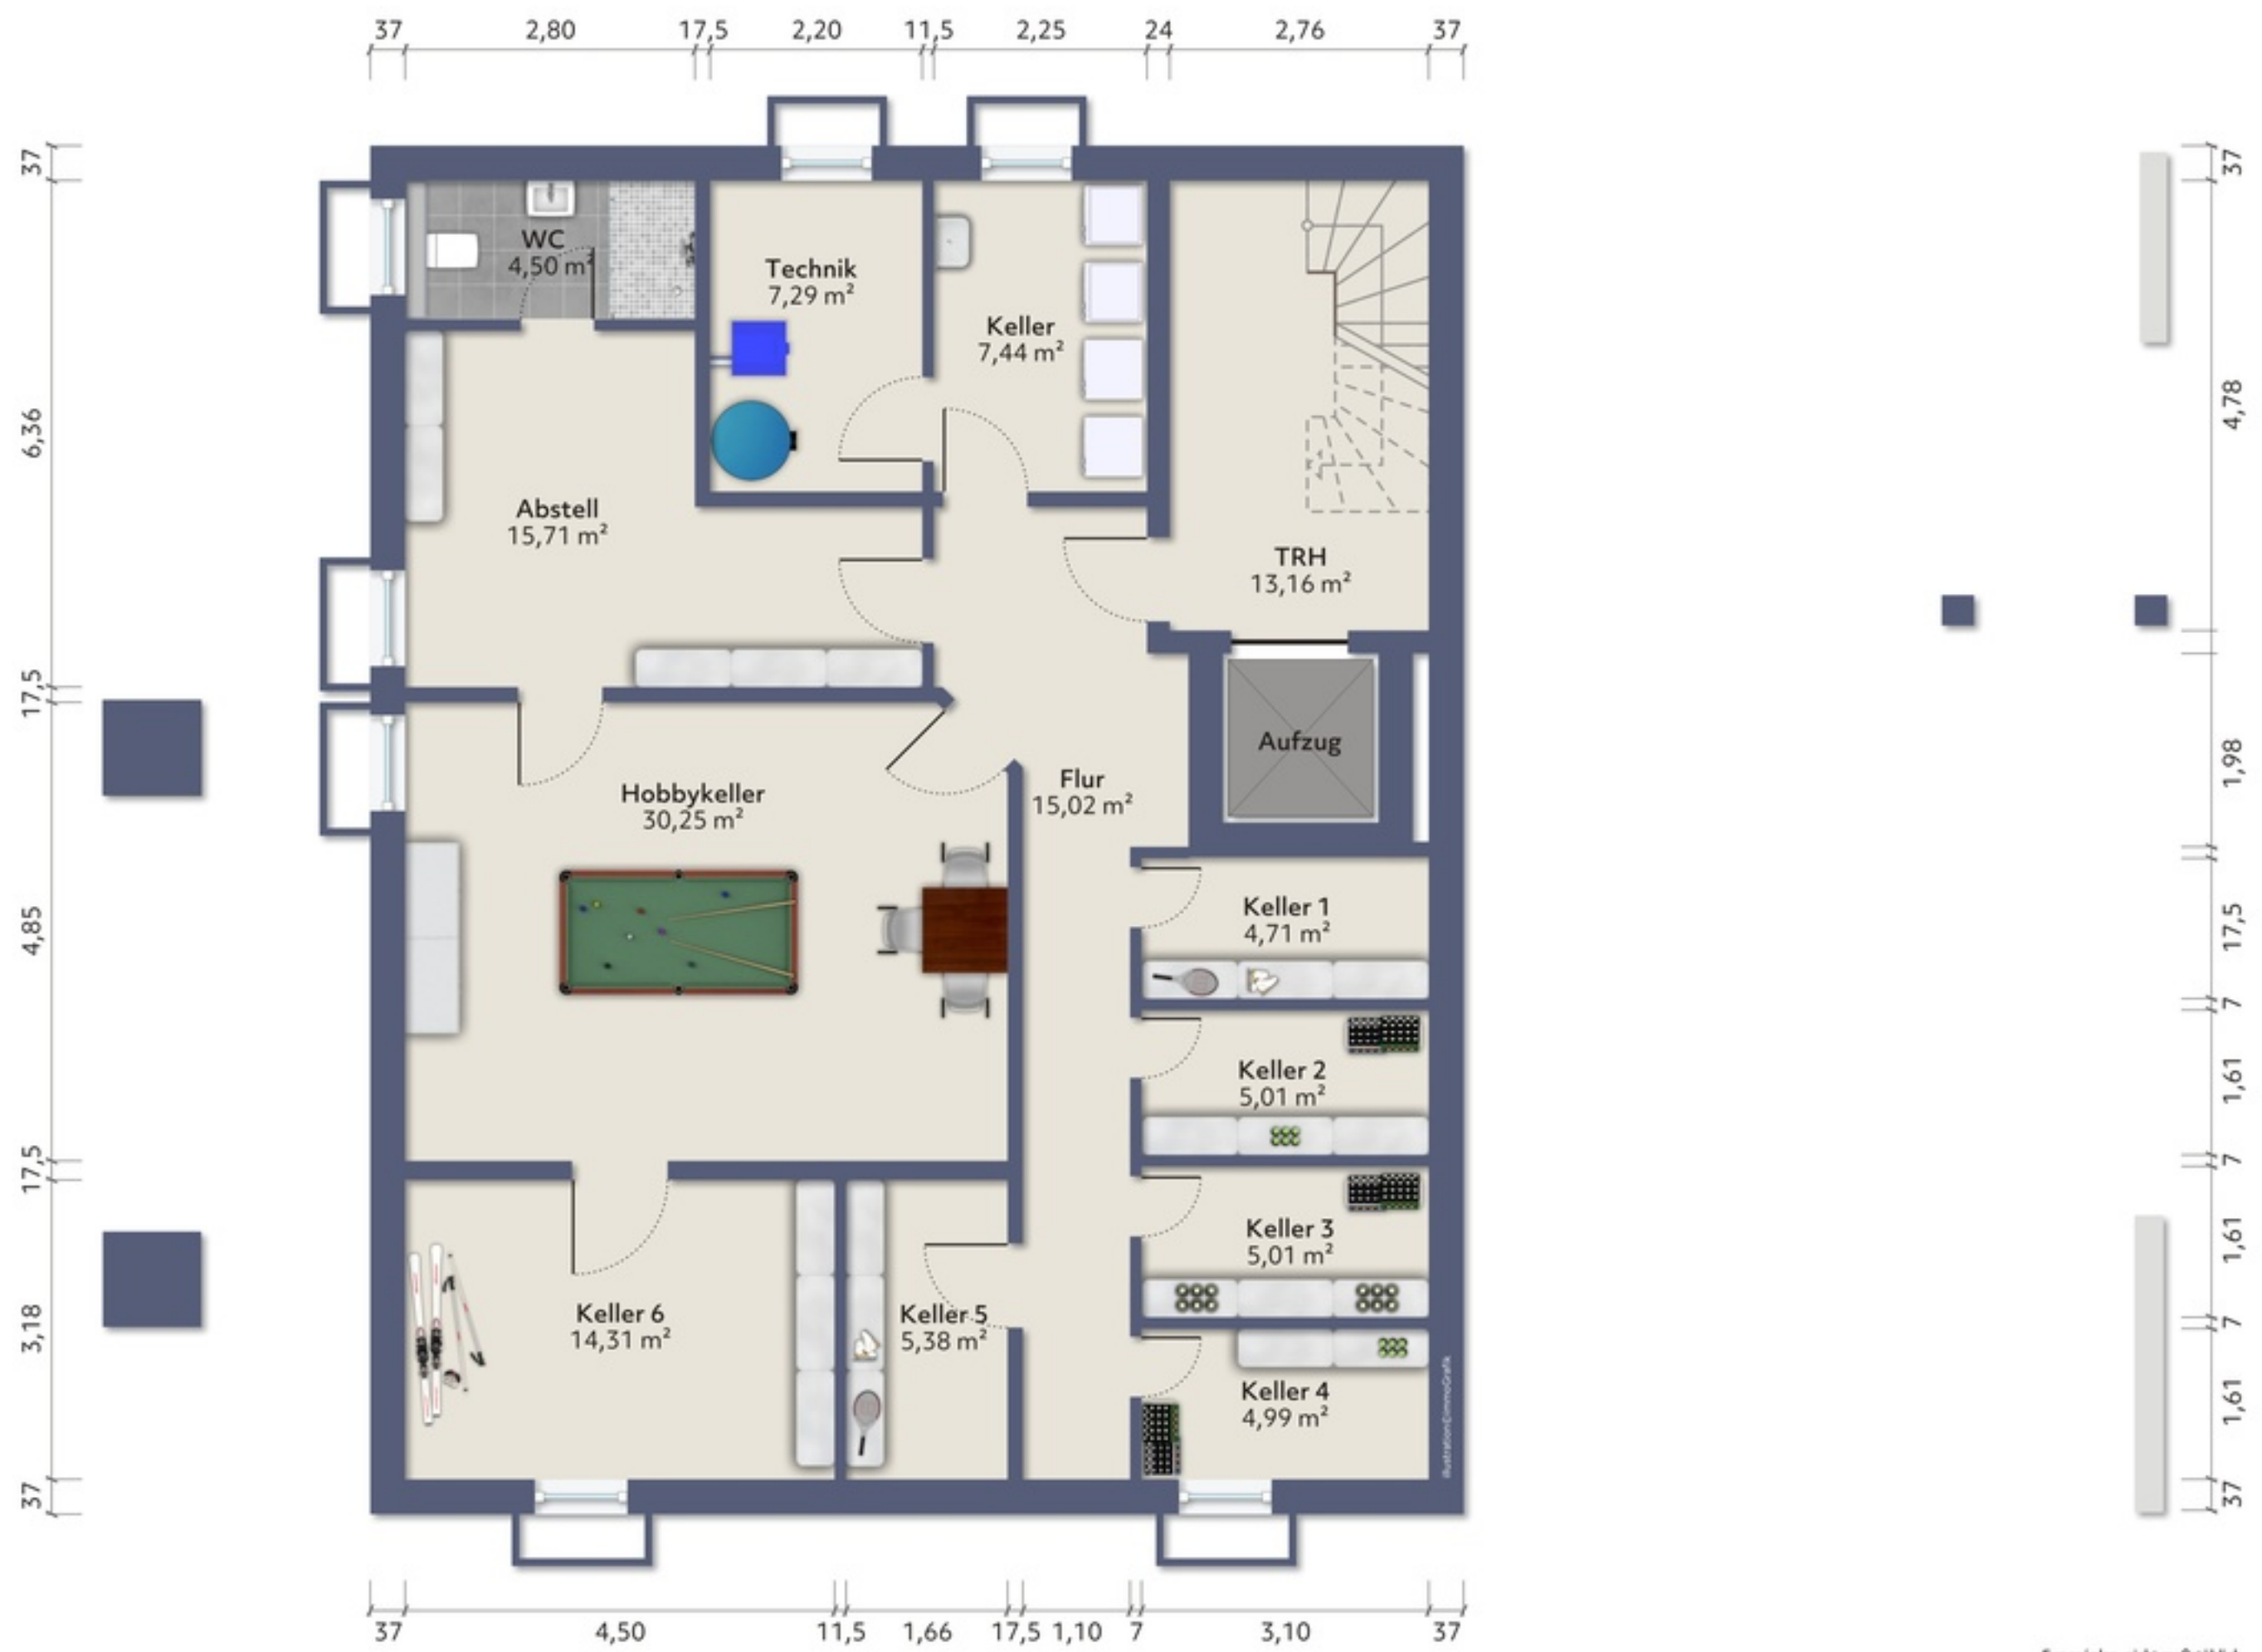 37 2,80 17,5 2,20 11,5 2,25 24 2,76 37
37
6,36
17,5
4,85
17,5
3,18
37
WC
4,50 m²
Technik
7,29 m²
Keller
7,44 m²
Abstell
15,71 m²
TRH
13,16 m²
Aufzug
Hobbykeller
30,25 m²
Flur
15,02 m²
Keller 1
4,71 m²
Keller 2
5,01 m²
Keller 3
5,01 m²
Keller 4
4,99 m²
Keller 5
5,38 m²
Keller 6
14,31 m²
illustration©immoGrafik
37
4,78
1,98
17,5
7
1,61
7
1,61
7
1,61
37
37 4,50 11,5 1,66 17,5 1,10 7 3,10 37